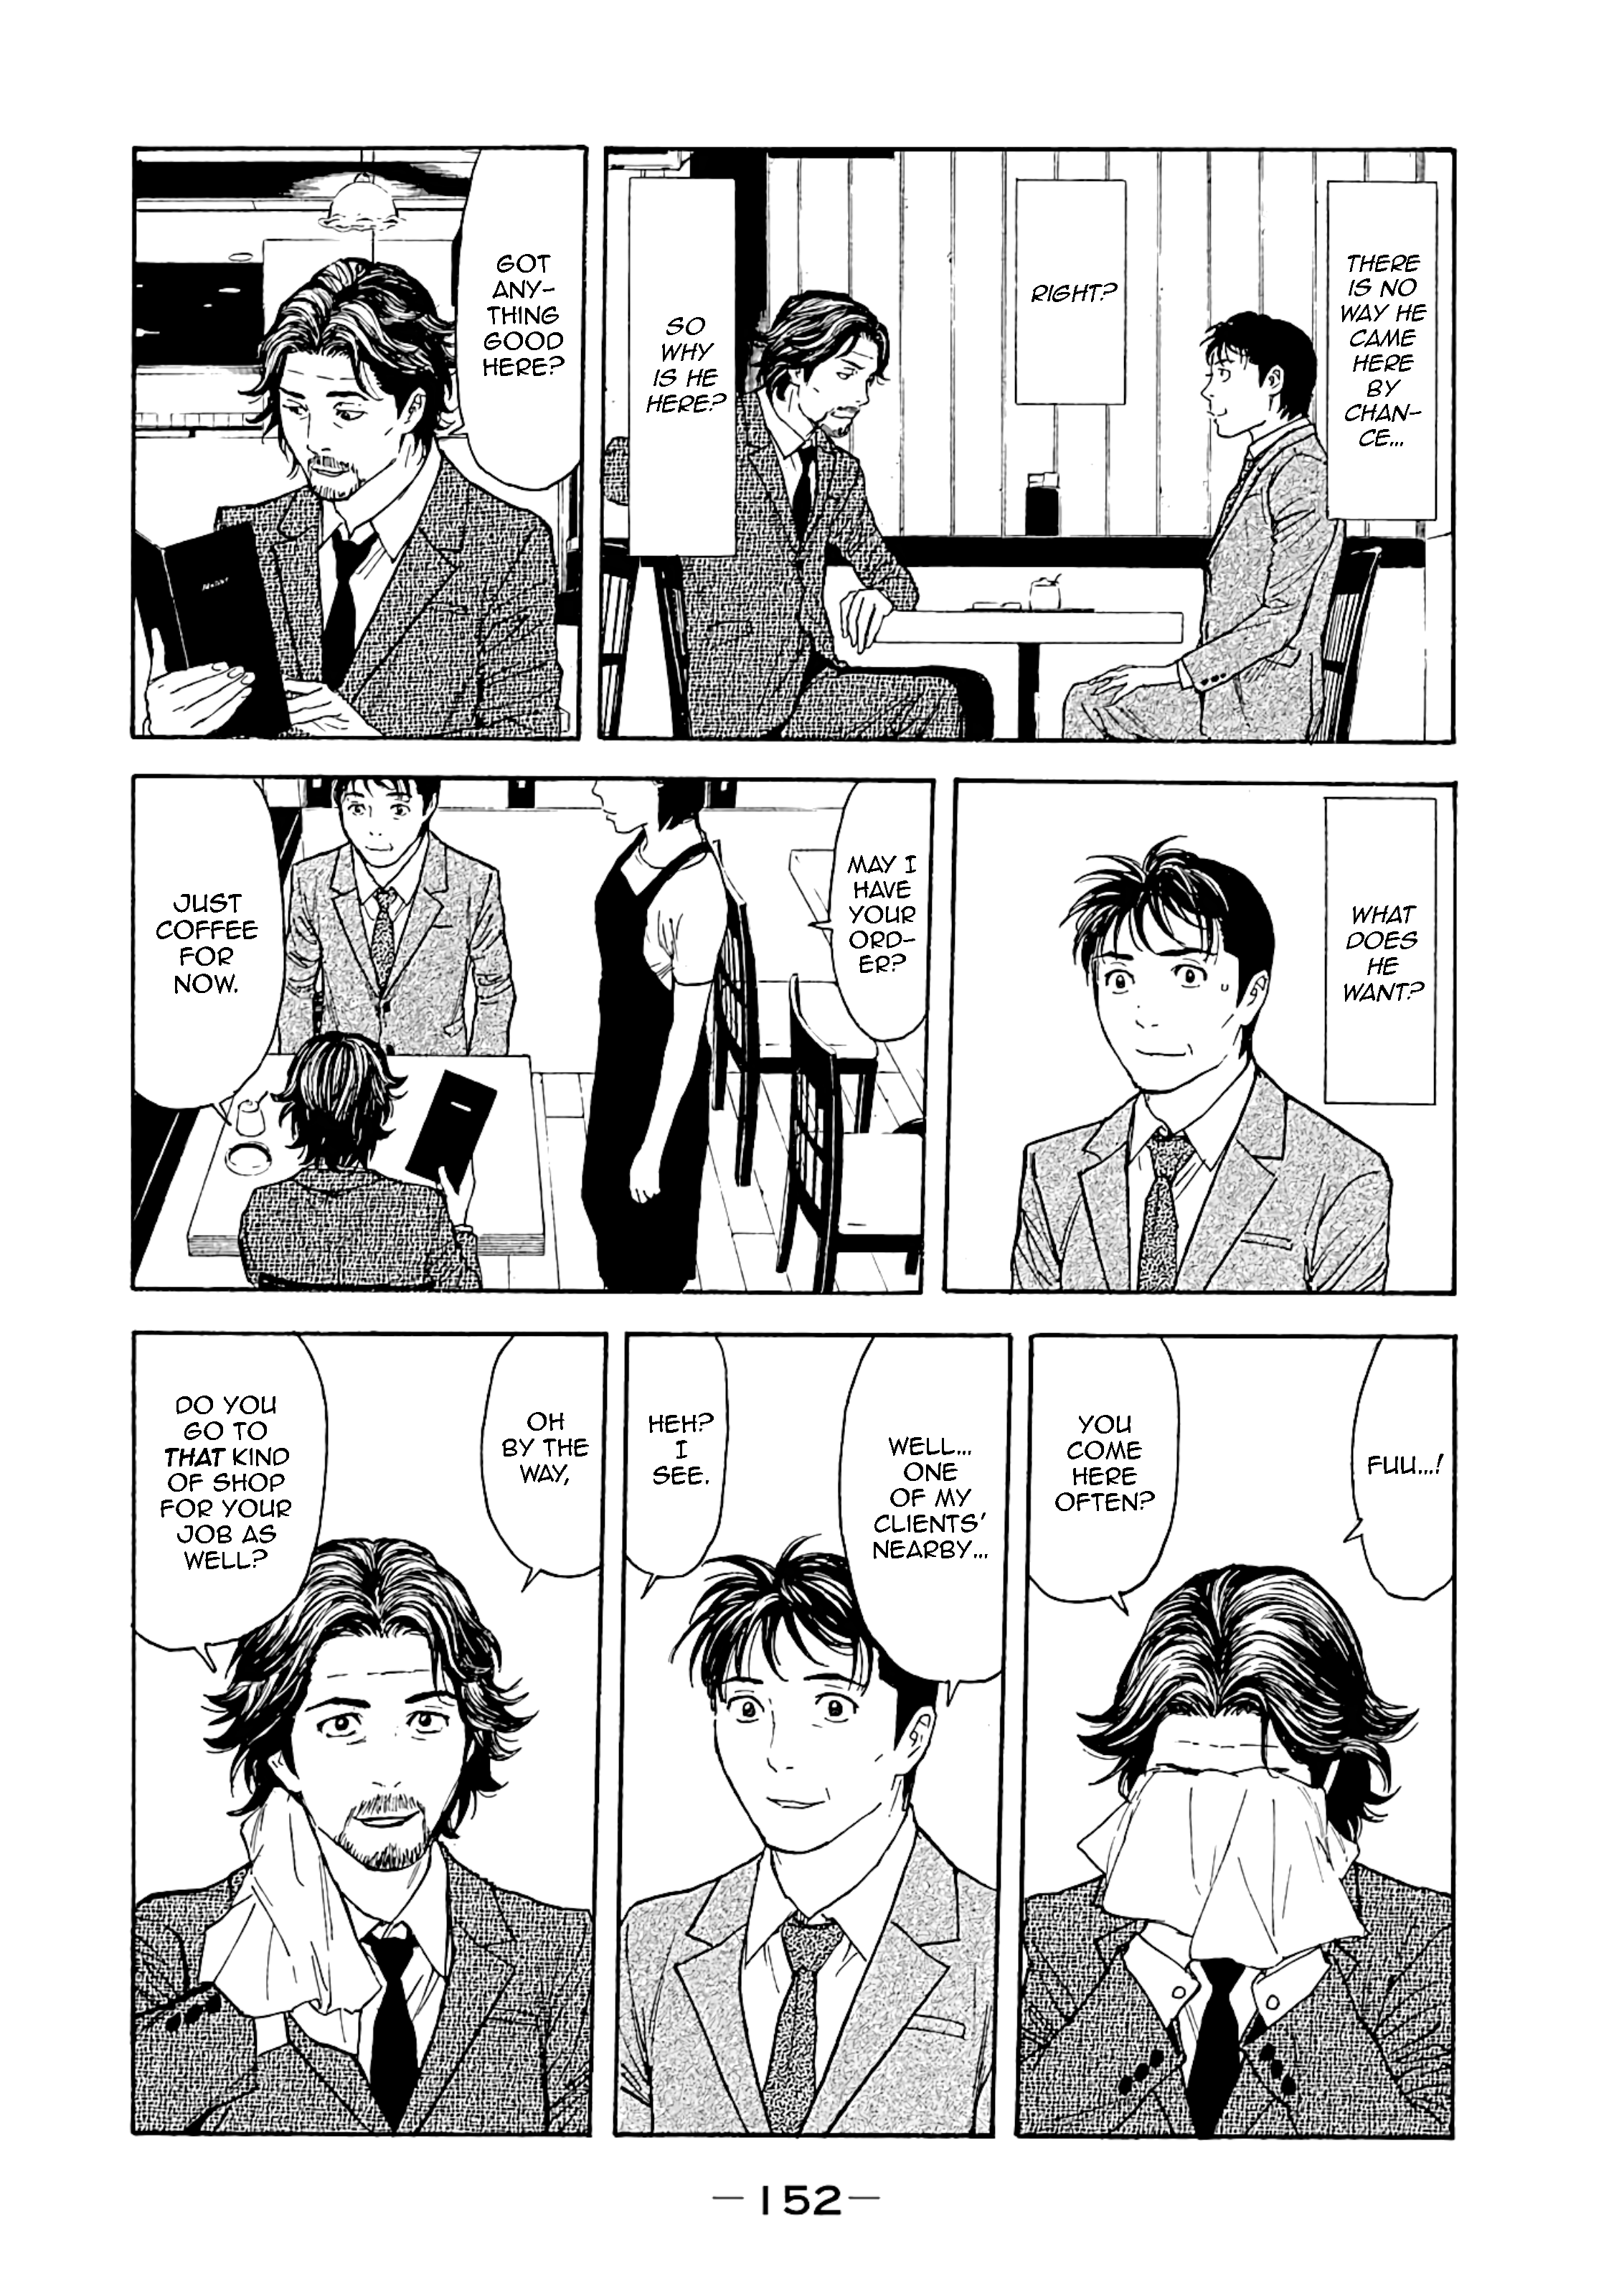 THERE
IS NO
WAY HE
CAME
HERE
BY
CHAN-
CE...
RIGHT?
SO
WHY
IS HE
HERE?
GOT
ANY-
THING
GOOD
HERE?
WHAT
DOES
HE
WANT?
MAY I
HAVE
YOUR
ORD-
ER?
JUST
COFFEE
FOR
NOW.
FUU...!
YOU
COME
HERE
OFTEN?
WELL...
ONE
OF MY
CLIENTS'
NEARBY...
HEH?
I
SEE.
OH
BY THE
WAY,
DO YOU
GO TO
THAT KIND
OF SHOP
FOR YOUR
JOB AS
WELL?
—152—